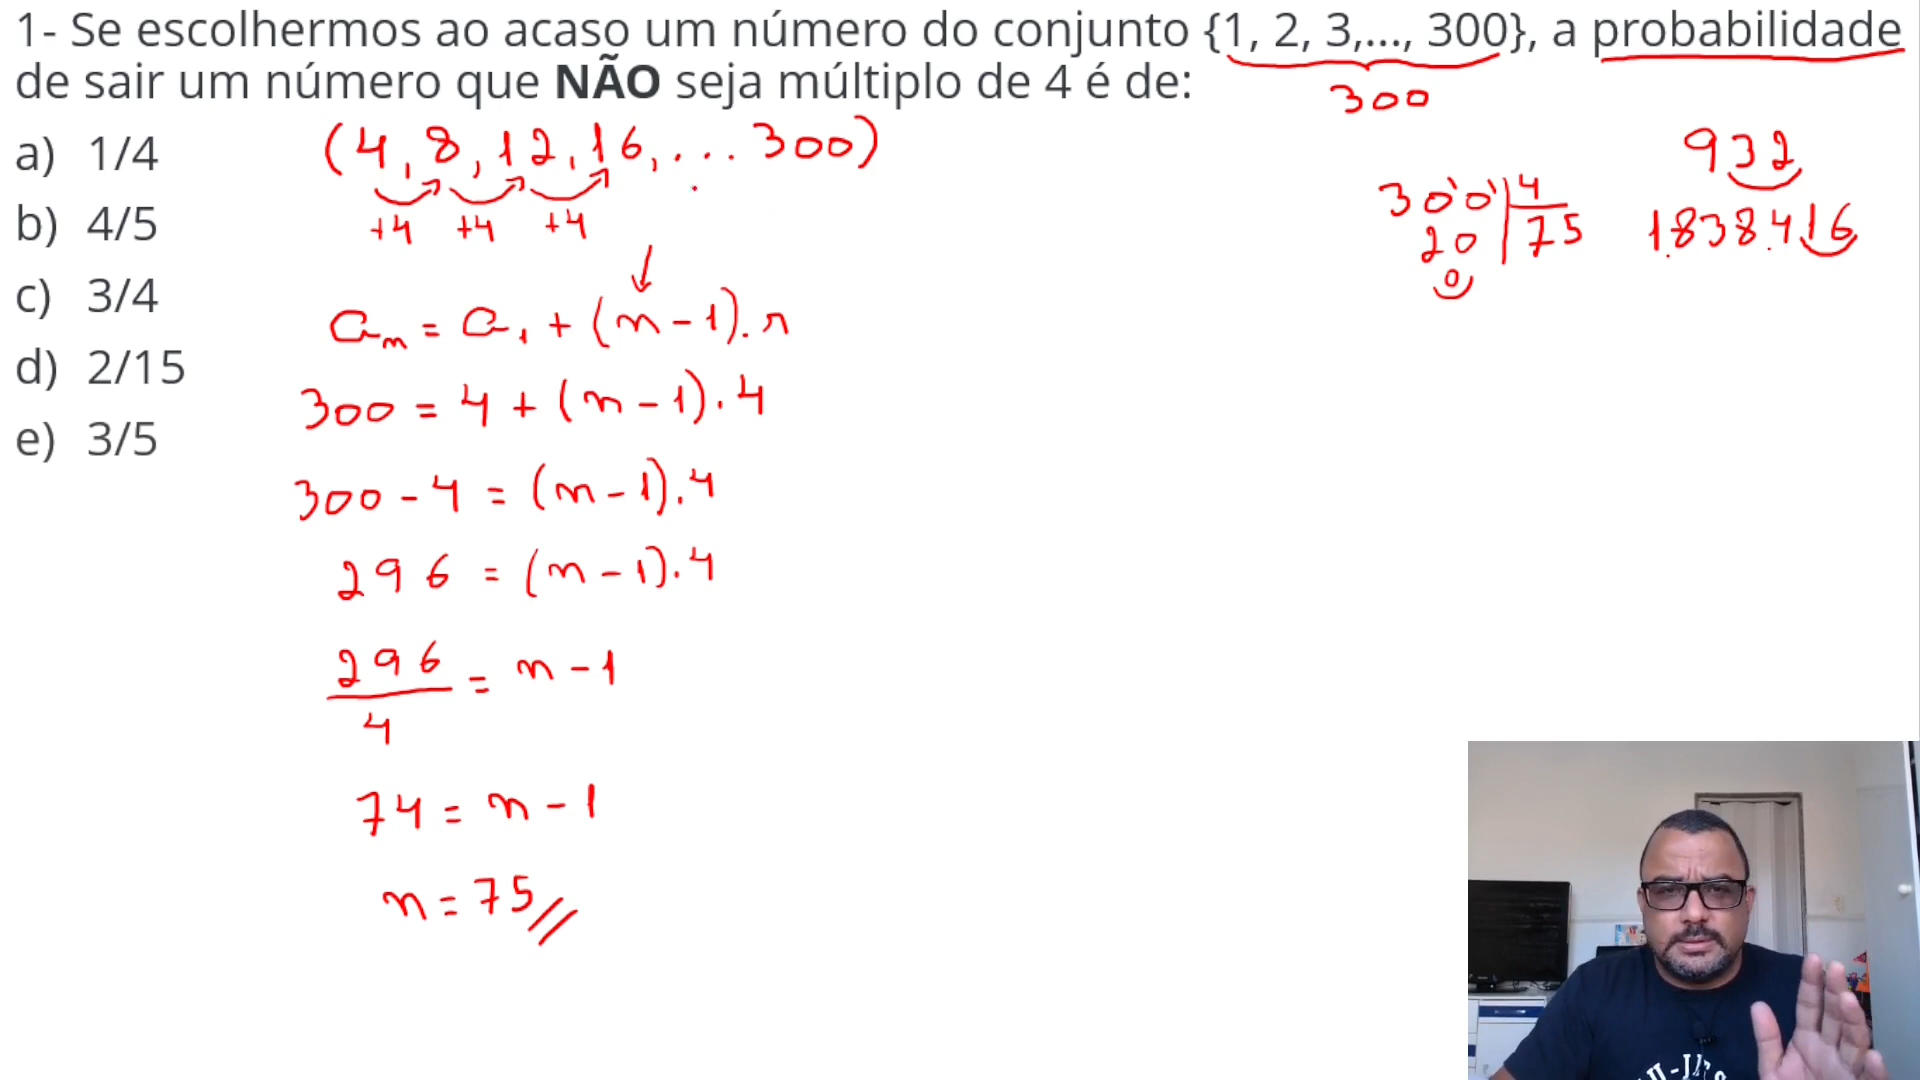 1- Se escolhermos ao acaso um número do conjunto {1, 2, 3,..., 300}, a probabilidade
de sair um número que NÃO seja múltiplo de 4 é de:
300
a) 1/4
b) 4/5
c) 3/4
d) 2/15
e) 3/5
(4, 8, 12, 16, ... 300)
+4 +4 +4
an = a1 + (n-1).r
300 = 4 + (n-1).4
300 - 4 = (n-1).4
296 = (n-1).4
296
4
= n-1
74 = n-1
n = 75//
300 | 4
20 | 75
0
932
1.838.416